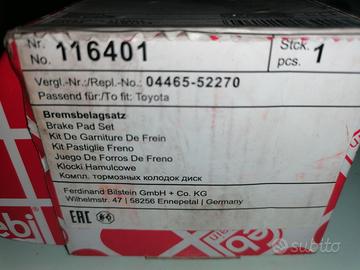 Nr.
No. 116401
Stck.
pcs. 1
Vergl.-Nr./Repl.-No.: 04465-52270
Passend für:/To fit: Toyota
Bremsbelagsatz
Brake Pad Set
Kit De Garniture De Frein
Kit Pastiglie Freno
Juego De Forros De Freno
Klocki Hamulcowe
Компл. тормозных колодок диск
Ferdinand Bilstein GmbH + Co. KG
Wilhelmstr. 47 | 58256 Ennepetal | Germany
EAC
subito